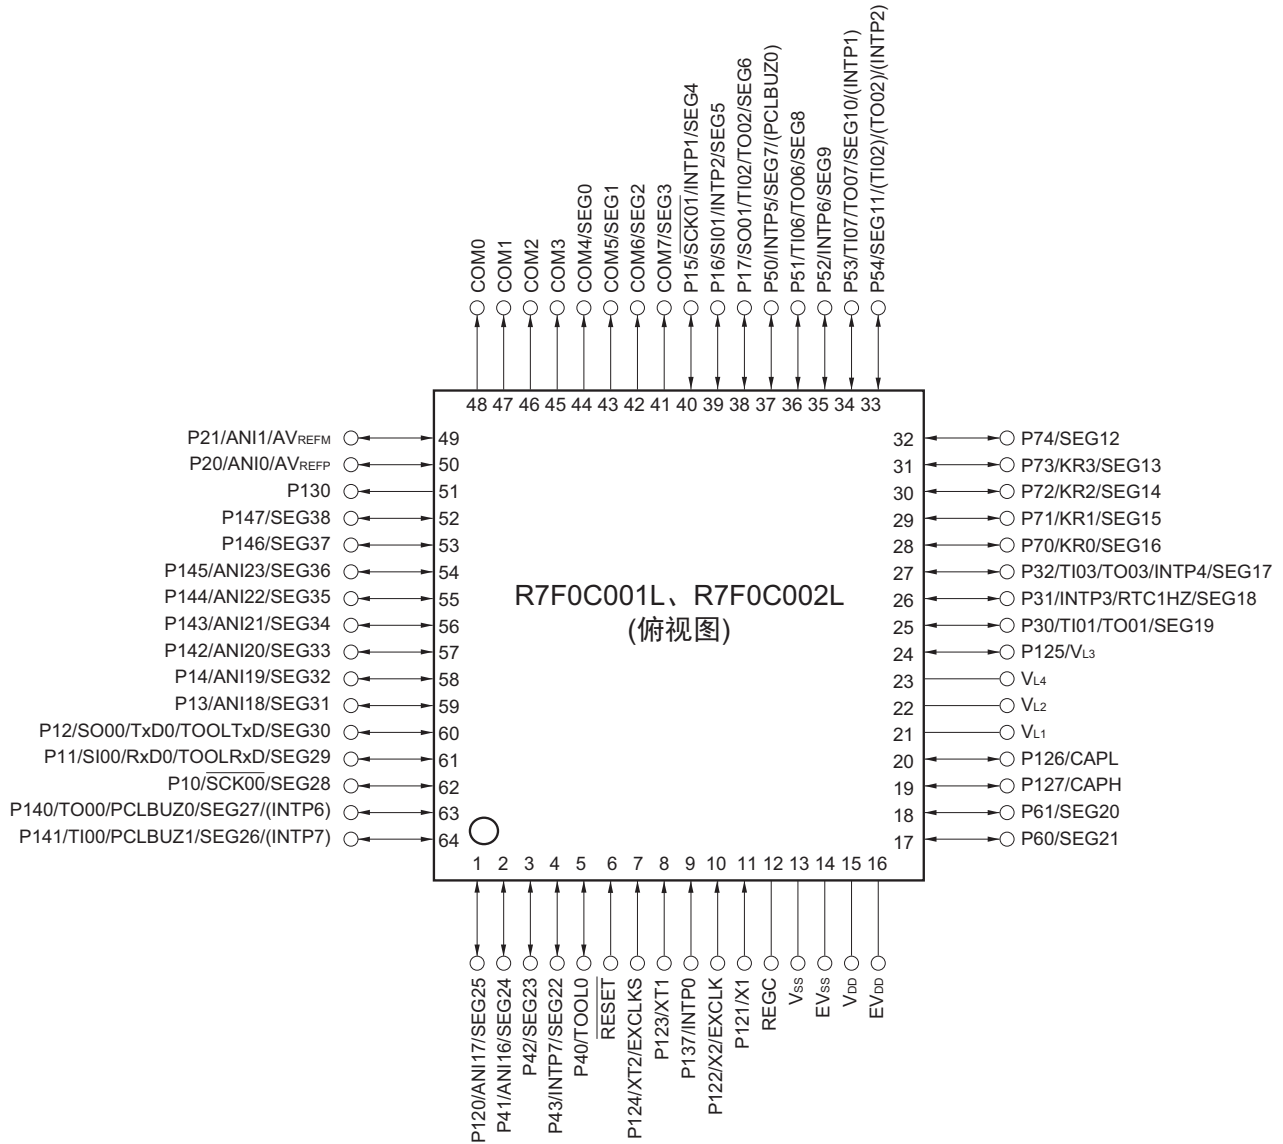 COM0
COM1
COM2
COM3
COM4/SEG0
COM5/SEG1
COM6/SEG2
COM7/SEG3
P15/SCK01/INTP1/SEG4
P16/SI01/INTP2/SEG5
P17/SO01/TI02/TO02/SEG6
P50/INTP5/SEG7/(PCLBUZ0)
P51/TI06/TO06/SEG8
P52/INTP6/SEG9
P53/TI07/TO07/SEG10/(INTP1)
P54/SEG11/(TI02)/(TO02)/(INTP2)
48 47 46 45 44 43 42 41 40 39 38 37 36 35 34 33
P21/ANI1/AVREFM 49
P20/ANI0/AVREFP 50
P130 51
P147/SEG38 52
P146/SEG37 53
P145/ANI23/SEG36 54
P144/ANI22/SEG35 55
P143/ANI21/SEG34 56
P142/ANI20/SEG33 57
P14/ANI19/SEG32 58
P13/ANI18/SEG31 59
P12/SO00/TxD0/TOOLTxD/SEG30 60
P11/SI00/RxD0/TOOLRxD/SEG29 61
P10/SCK00/SEG28 62
P140/TO00/PCLBUZ0/SEG27/(INTP6) 63
P141/TI00/PCLBUZ1/SEG26/(INTP7) 64
R7F0C001L、R7F0C002L
(俯视图)
32 P74/SEG12
31 P73/KR3/SEG13
30 P72/KR2/SEG14
29 P71/KR1/SEG15
28 P70/KR0/SEG16
27 P32/TI03/TO03/INTP4/SEG17
26 P31/INTP3/RTC1HZ/SEG18
25 P30/TI01/TO01/SEG19
24 P125/VL3
23 VL4
22 VL2
21 VL1
20 P126/CAPL
19 P127/CAPH
18 P61/SEG20
17 P60/SEG21
1 2 3 4 5 6 7 8 9 10 11 12 13 14 15 16
P120/ANI17/SEG25
P41/ANI16/SEG24
P42/SEG23
P43/INTP7/SEG22
P40/TOOL0
RESET
P124/XT2/EXCLKS
P123/XT1
P137/INTP0
P122/X2/EXCLK
P121/X1
REGC
VSS
EVSS
VDD
EVDD